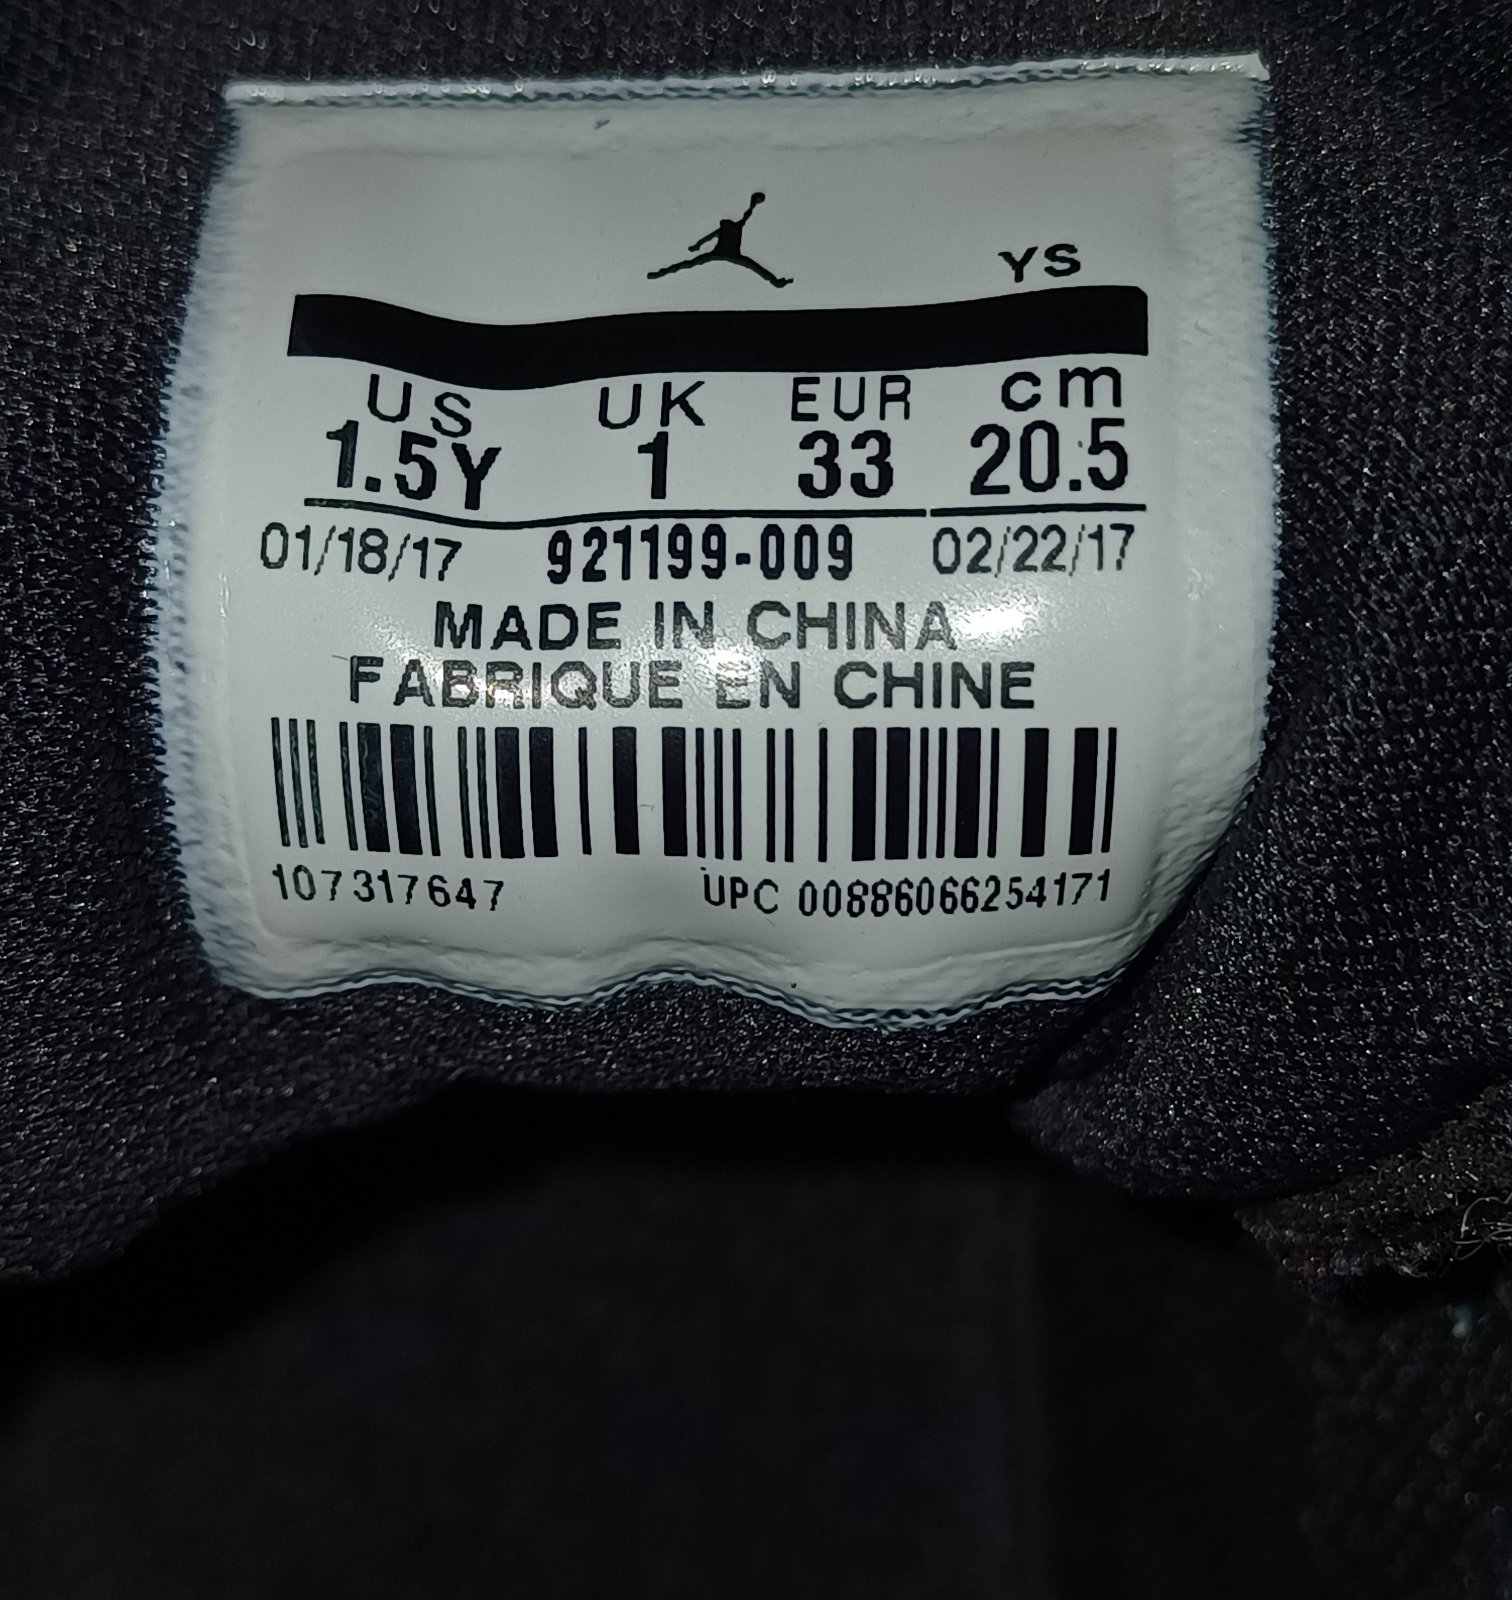 YS
US UK EUR cm
1.5Y 1 33 20.5
01/18/17 921199-009 02/22/17
MADE IN CHINA
FABRIQUE EN CHINE
107317647 UPC 00886066254171